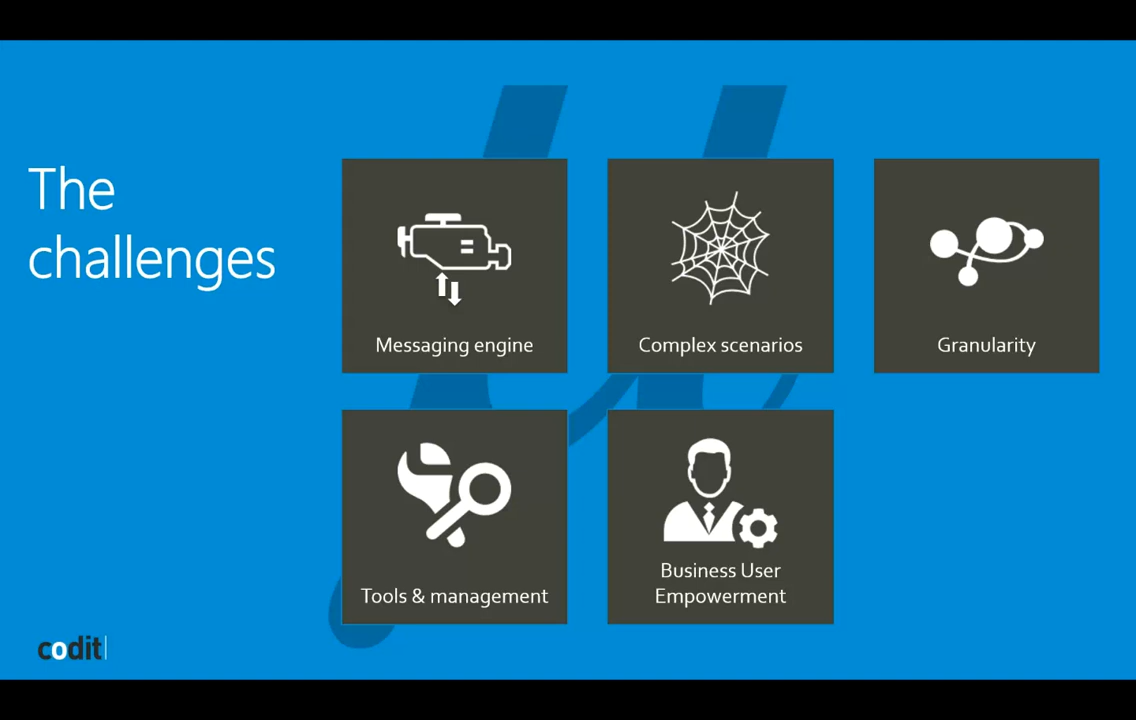 The
challenges
Messaging engine
Complex scenarios
Granularity
Tools & management
Business User
Empowerment
codit